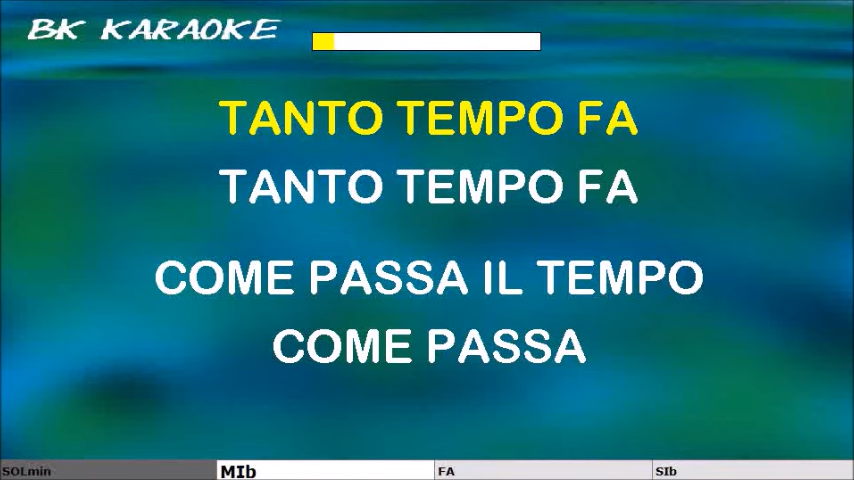 BK KARAOKE
TANTO TEMPO FA
TANTO TEMPO FA
COME PASSA IL TEMPO
COME PASSA
SOLmin MIb FA SIb